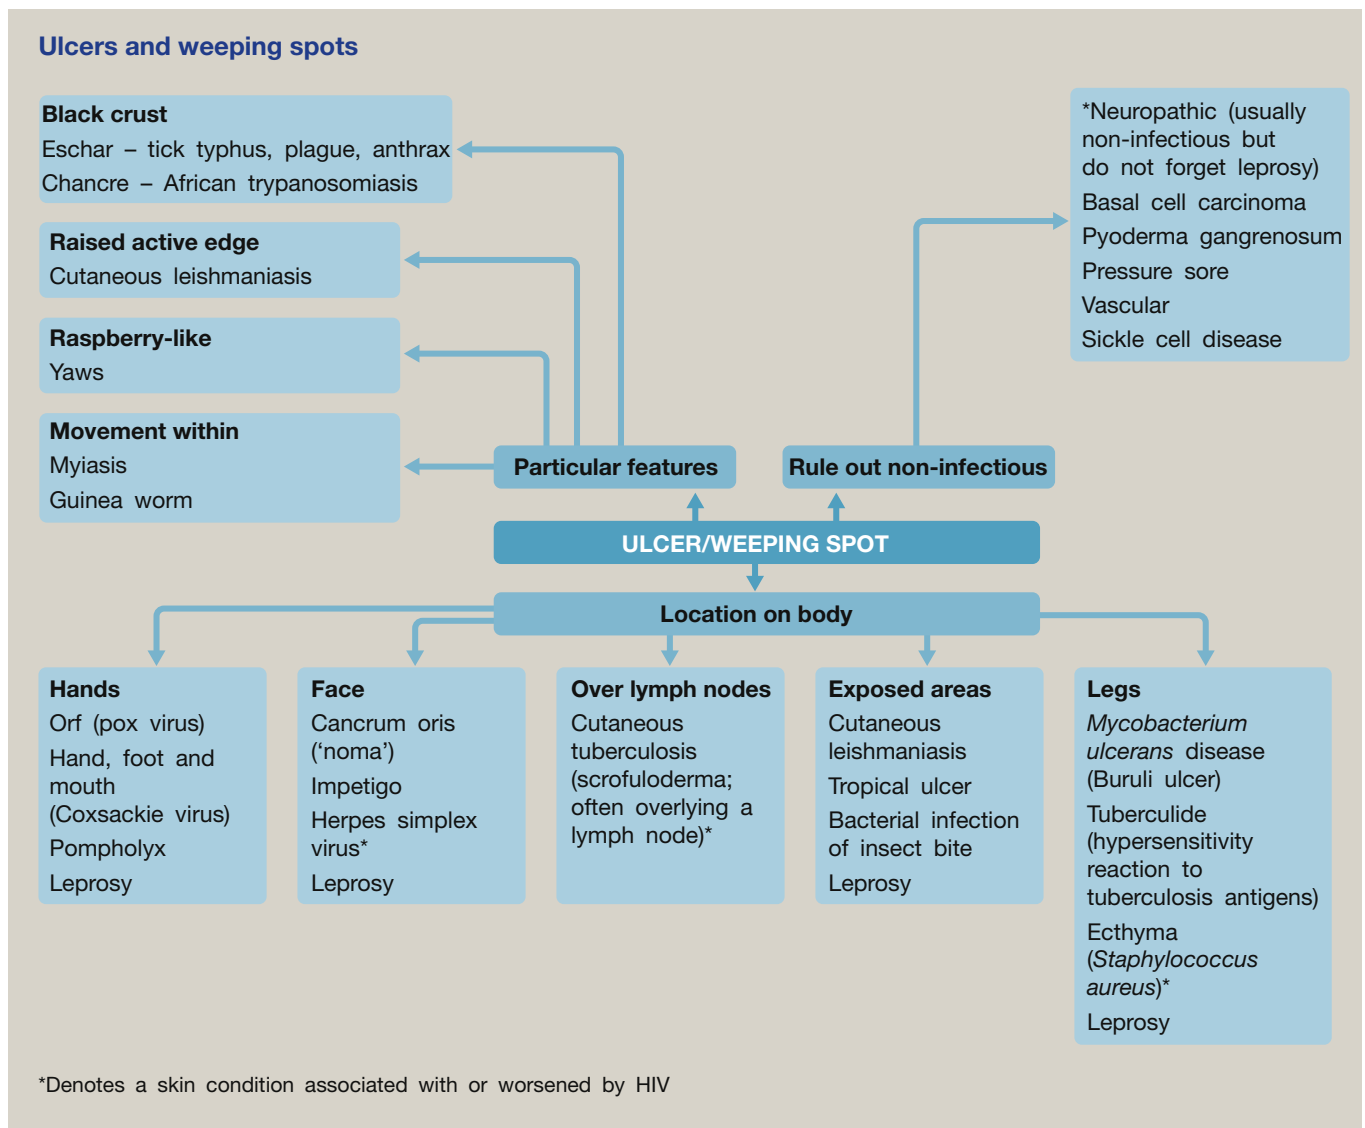 Ulcers and weeping spots
Black crust
Eschar – tick typhus, plague, anthrax
Chancre – African trypanosomiasis
Raised active edge
Cutaneous leishmaniasis
Raspberry-like
Yaws
Movement within
Myiasis
Guinea worm
*Neuropathic (usually
non-infectious but
do not forget leprosy)
Basal cell carcinoma
Pyoderma gangrenosum
Pressure sore
Vascular
Sickle cell disease
Particular features
Rule out non-infectious
ULCER/WEEPING SPOT
Location on body
Hands
Orf (pox virus)
Hand, foot and
mouth
(Coxsackie virus)
Pompholyx
Leprosy
Face
Cancrum oris
(‘noma’)
Impetigo
Herpes simplex
virus*
Leprosy
Over lymph nodes
Cutaneous
tuberculosis
(scrofuloderma;
often overlying a
lymph node)*
Exposed areas
Cutaneous
leishmaniasis
Tropical ulcer
Bacterial infection
of insect bite
Leprosy
Legs
Mycobacterium
ulcerans disease
(Buruli ulcer)
Tuberculide
(hypersensitivity
reaction to
tuberculosis antigens)
Ecthyma
(Staphylococcus
aureus)*
Leprosy
*Denotes a skin condition associated with or worsened by HIV